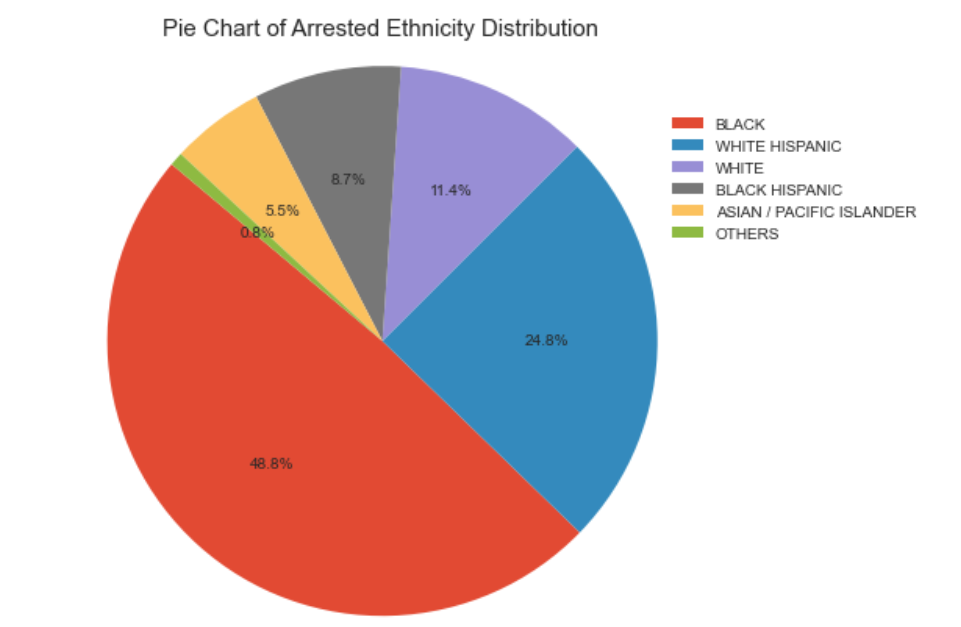 Pie Chart of Arrested Ethnicity Distribution
BLACK
WHITE HISPANIC
WHITE
BLACK HISPANIC
ASIAN / PACIFIC ISLANDER
OTHERS
8.7%
11.4%
5.5%
0.8%
24.8%
48.8%